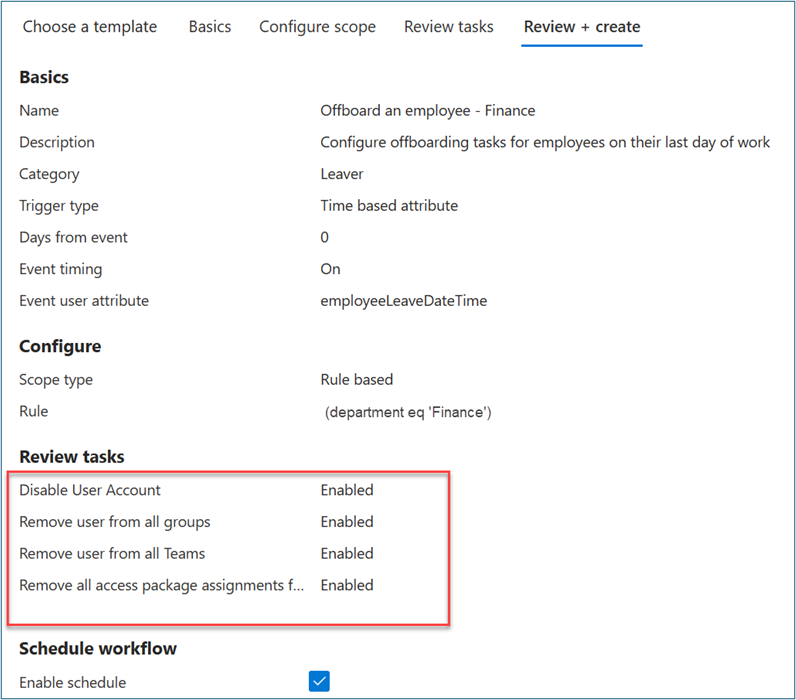 Choose a template Basics Configure scope Review tasks Review + create
Basics
Name Offboard an employee - Finance
Description Configure offboarding tasks for employees on their last day of work
Category Leaver
Trigger type Time based attribute
Days from event 0
Event timing On
Event user attribute employeeLeaveDateTime
Configure
Scope type Rule based
Rule (department eq 'Finance')
Review tasks
Disable User Account Enabled
Remove user from all groups Enabled
Remove user from all Teams Enabled
Remove all access package assignments f... Enabled
Schedule workflow
Enable schedule